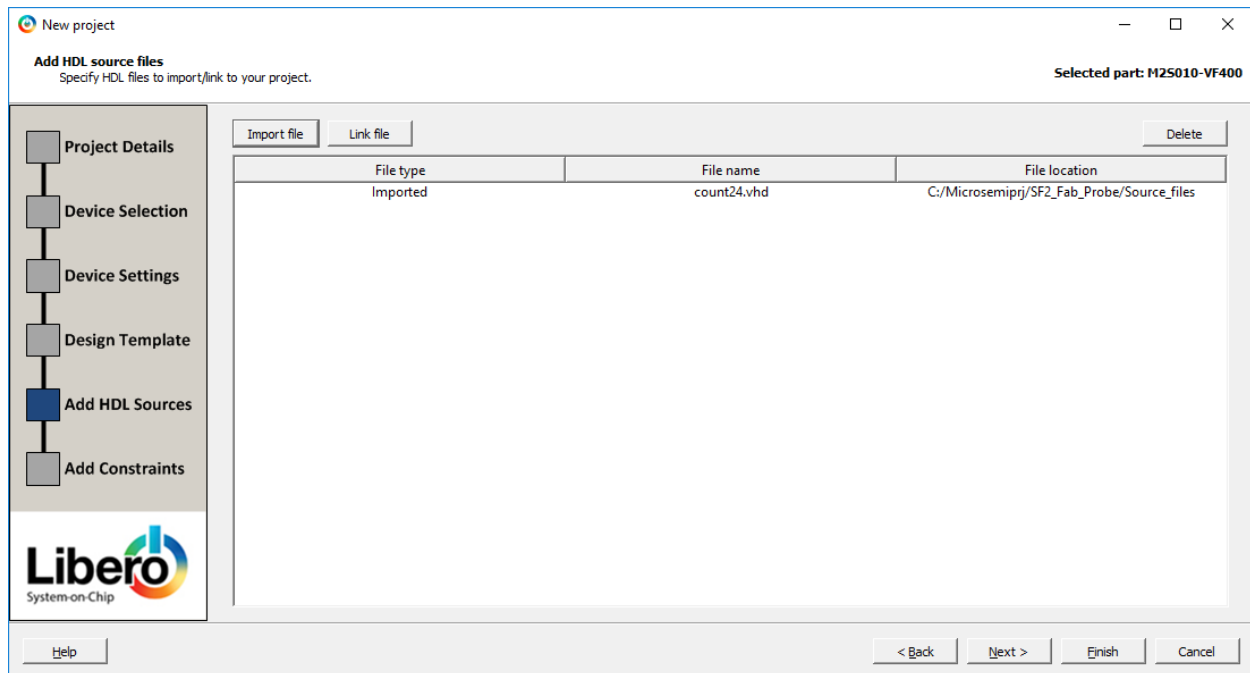 New project
Add HDL source files
Specify HDL files to import/link to your project.
Selected part: M2S010-VF400
Project Details
Device Selection
Device Settings
Design Template
Add HDL Sources
Add Constraints
Libero
System-on-Chip
Import file Link file Delete
File type File name File location
Imported count24.vhd C:/Microsemiprj/SF2_Fab_Probe/Source_files
Help < Back Next > Finish Cancel